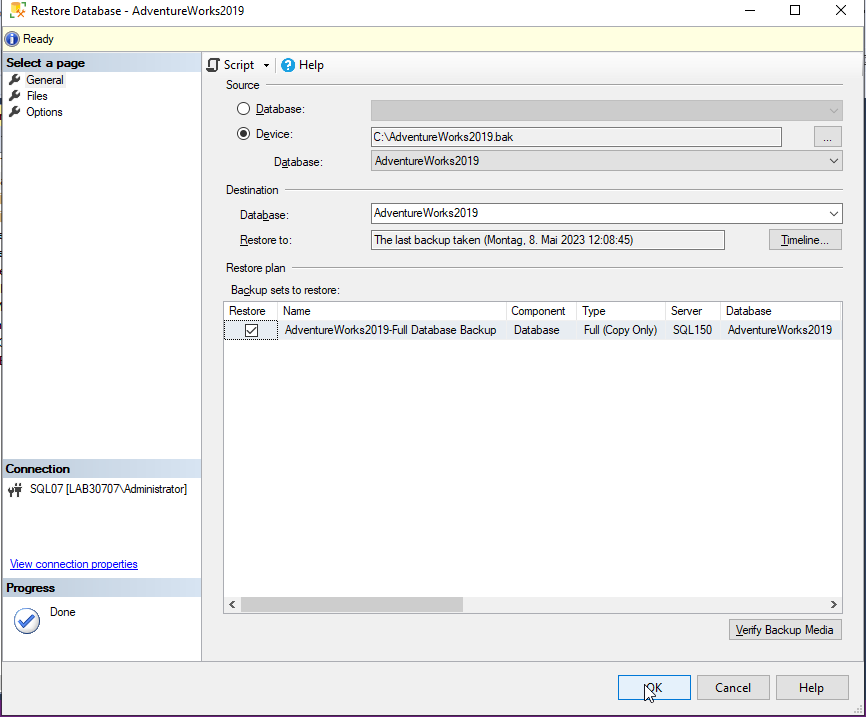 Restore Database - AdventureWorks2019
Ready
Select a page
General
Files
Options
Script
Help
Source
Database:
Device:
C:\AdventureWorks2019.bak
...
Database:
AdventureWorks2019
Destination
Database:
AdventureWorks2019
Restore to:
The last backup taken (Montag, 8. Mai 2023 12:08:45)
Timeline...
Restore plan
Backup sets to restore:
Restore Name Component Type Server Database
AdventureWorks2019-Full Database Backup Database Full (Copy Only) SQL150 AdventureWorks2019
Connection
SQL07 [LAB30707\Administrator]
View connection properties
Progress
Done
Verify Backup Media
OK
Cancel
Help